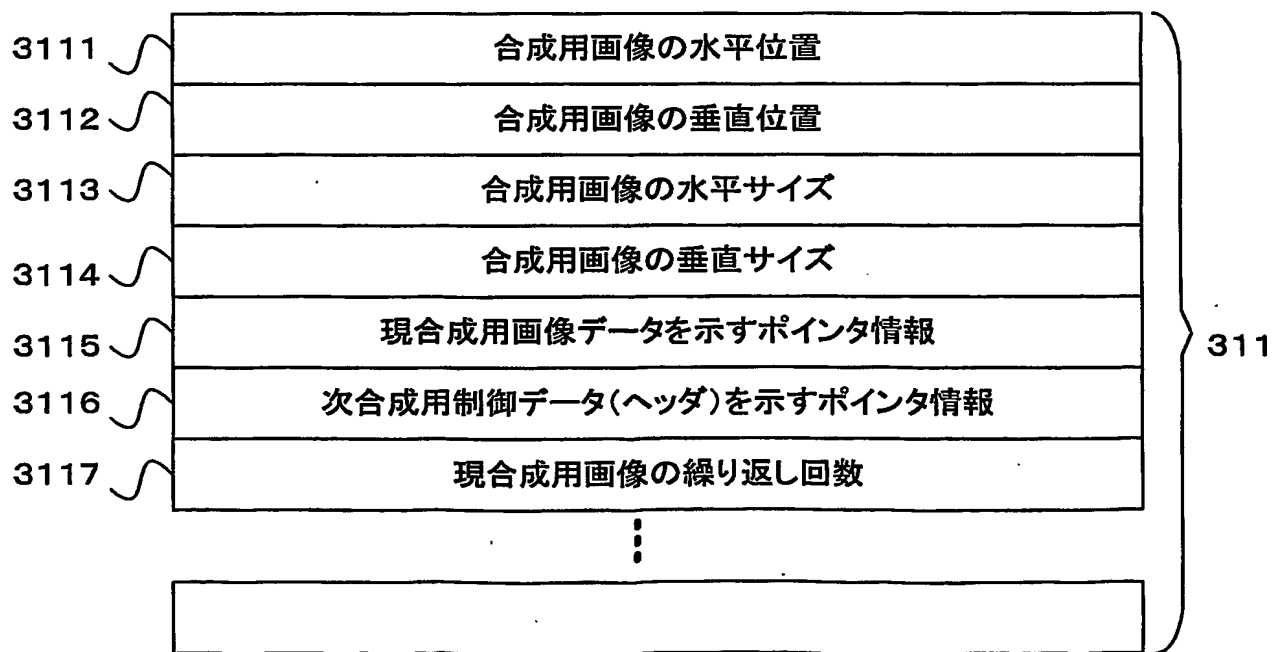 3111 合成用画像の水平位置
3112 合成用画像の垂直位置
3113 合成用画像の水平サイズ
3114 合成用画像の垂直サイズ
3115 現合成用画像データを示すポインタ情報
311
3116 次合成用制御データ(ヘッダ)を示すポインタ情報
3117 現合成用画像の繰り返し回数